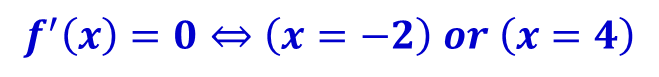 f′(x) = 0 ⇔ (x = −2) or (x = 4)